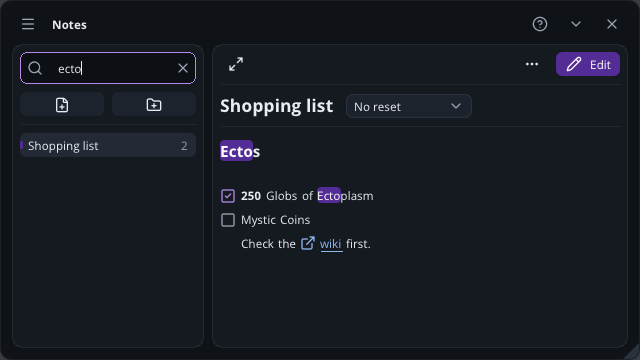 Notes
ecto
Edit
Shopping list
No reset
Shopping list 2
Ectos
250 Globs of Ectoplasm
Mystic Coins
Check the wiki first.